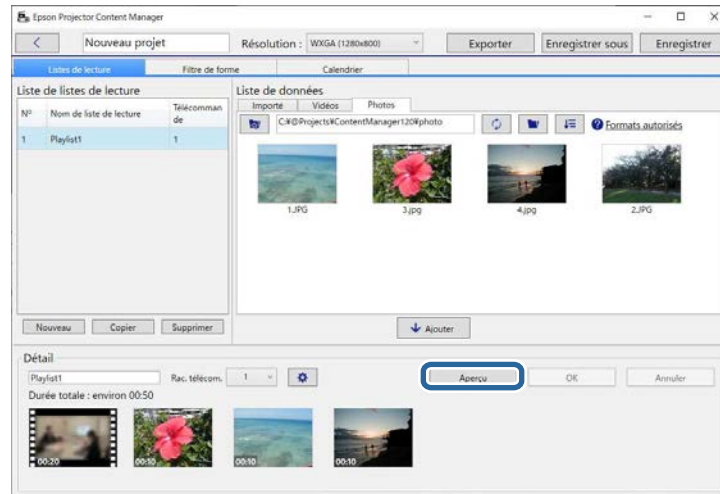 Epson Projector Content Manager
Nouveau projet
Résolution : WXGA (1280x800)
Exporter
Enregistrer sous
Enregistrer
Listes de lecture
Filtre de forme
Calendrier
Liste de listes de lecture
Nº
Nom de liste de lecture
Télécomman
de
1
Playlist1
1
Nouveau
Copier
Supprimer
Liste de données
Importé
Vidéos
Photos
C:¥@Projects¥ContentManager120¥photo
Formats autorisés
1.JPG
3.jpg
4.jpg
2.JPG
Ajouter
Détail
Playlist1
Rac. télécom.
1
Aperçu
OK
Annuler
Durée totale : environ 00:50
00:20
00:10
00:10
00:10